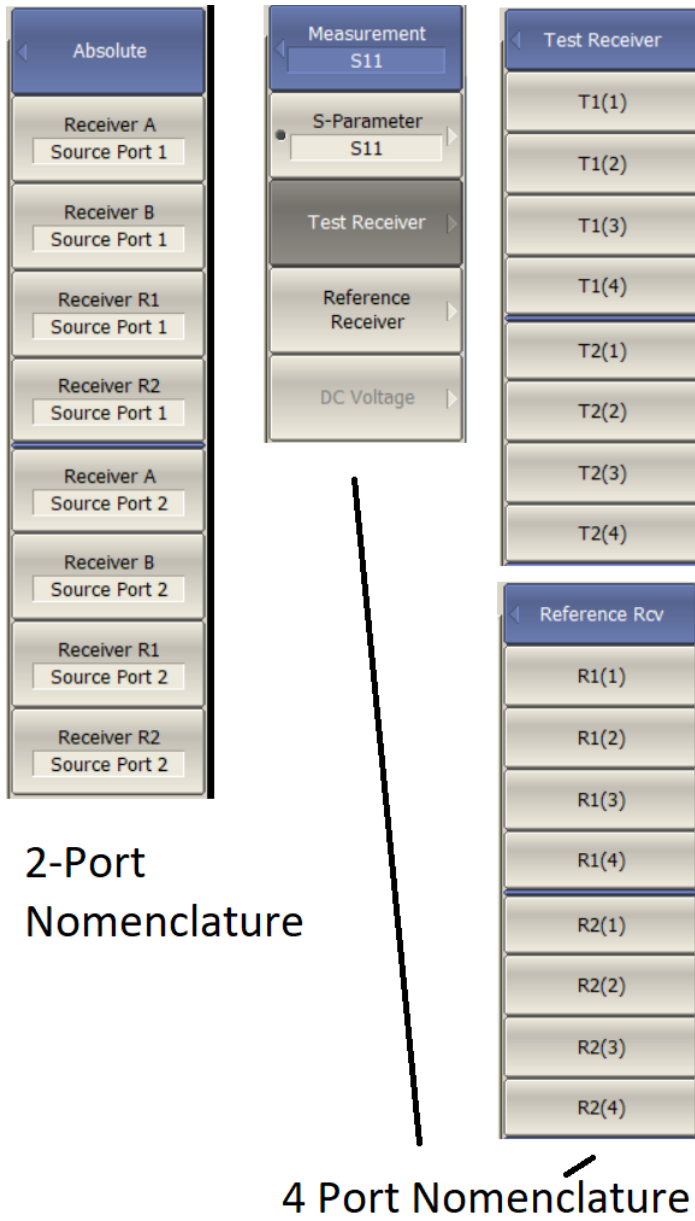 Absolute
Receiver A
Source Port 1
Receiver B
Source Port 1
Receiver R1
Source Port 1
Receiver R2
Source Port 1
Receiver A
Source Port 2
Receiver B
Source Port 2
Receiver R1
Source Port 2
Receiver R2
Source Port 2
2-Port
Nomenclature
Measurement
S11
S-Parameter
S11
Test Receiver
Reference
Receiver
DC Voltage
Test Receiver
T1(1)
T1(2)
T1(3)
T1(4)
T2(1)
T2(2)
T2(3)
T2(4)
Reference Rcv
R1(1)
R1(2)
R1(3)
R1(4)
R2(1)
R2(2)
R2(3)
R2(4)
4 Port Nomenclature